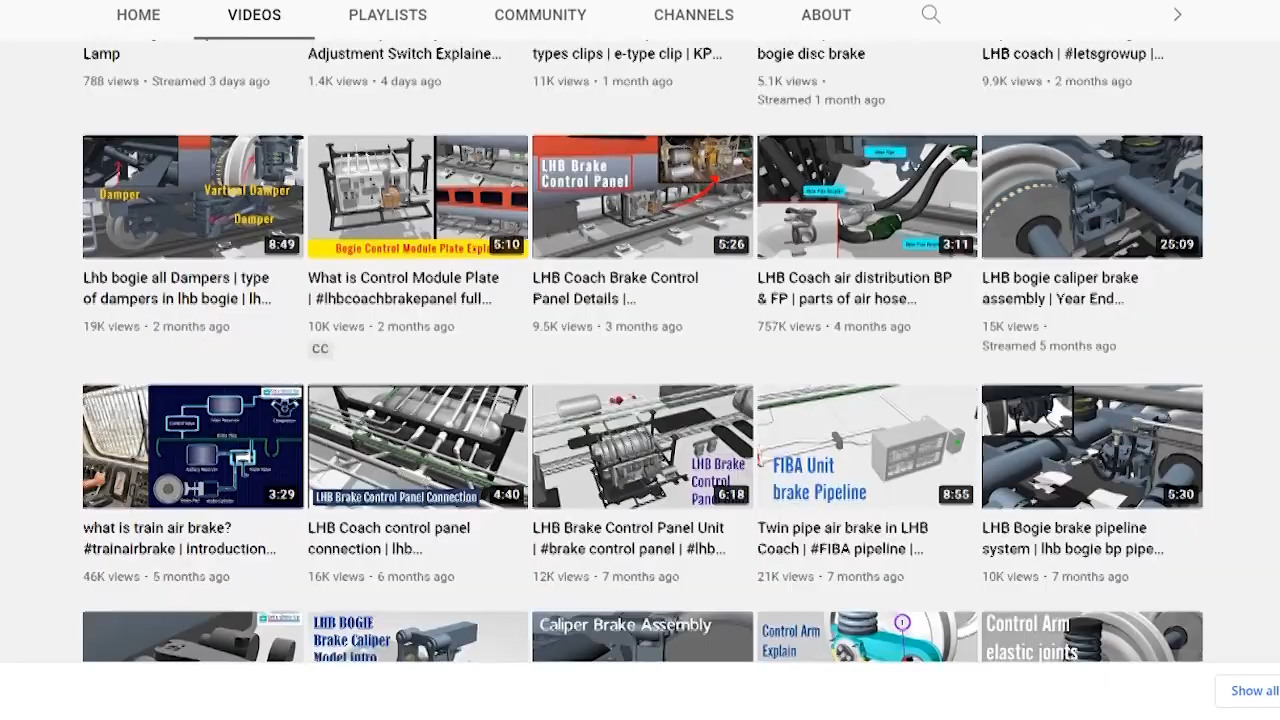 HOME VIDEOS PLAYLISTS COMMUNITY CHANNELS ABOUT
Lamp
788 views • Streamed 3 days ago
Adjustment Switch Explaine...
1.4K views • 4 days ago
types clips | e-type clip | KP...
11K views • 1 month ago
bogie disc brake
5.1K views •
Streamed 1 month ago
LHB coach | #letsgrowup |...
9.9K views • 2 months ago
Damper
Vartical Damper
Damper
8:49
Lhb bogie all Dampers | type
of dampers in lhb bogie | lh...
19K views • 2 months ago
Bogie Control Module Plate Expla
5:10
What is Control Module Plate
| #lhbcoachbrakepanel full...
10K views • 2 months ago
CC
LHB Brake
Control Panel
5:26
LHB Coach Brake Control
Panel Details |...
9.5K views • 3 months ago
3:11
LHB Coach air distribution BP
& FP | parts of air hose...
757K views • 4 months ago
25:09
LHB bogie caliper brake
assembly | Year End...
15K views •
Streamed 5 months ago
3:29
what is train air brake?
#trainairbrake | introduction...
46K views • 5 months ago
LHB Brake Control Panel Connection
4:40
LHB Coach control panel
connection | lhb...
16K views • 6 months ago
LHB Brake
Control
Pan
6:18
LHB Brake Control Panel Unit
| #brake control panel | #lhb...
12K views • 7 months ago
FIBA Unit
brake Pipeline
8:55
Twin pipe air brake in LHB
Coach | #FIBA pipeline |...
21K views • 7 months ago
5:30
LHB Bogie brake pipeline
system | lhb bogie bp pipe...
10K views • 7 months ago
LHB BOGIE
Brake Caliper
Model Intro
Caliper Brake Assembly
Control Arm
Explain
1
Control Arm
elastic joints
Show all